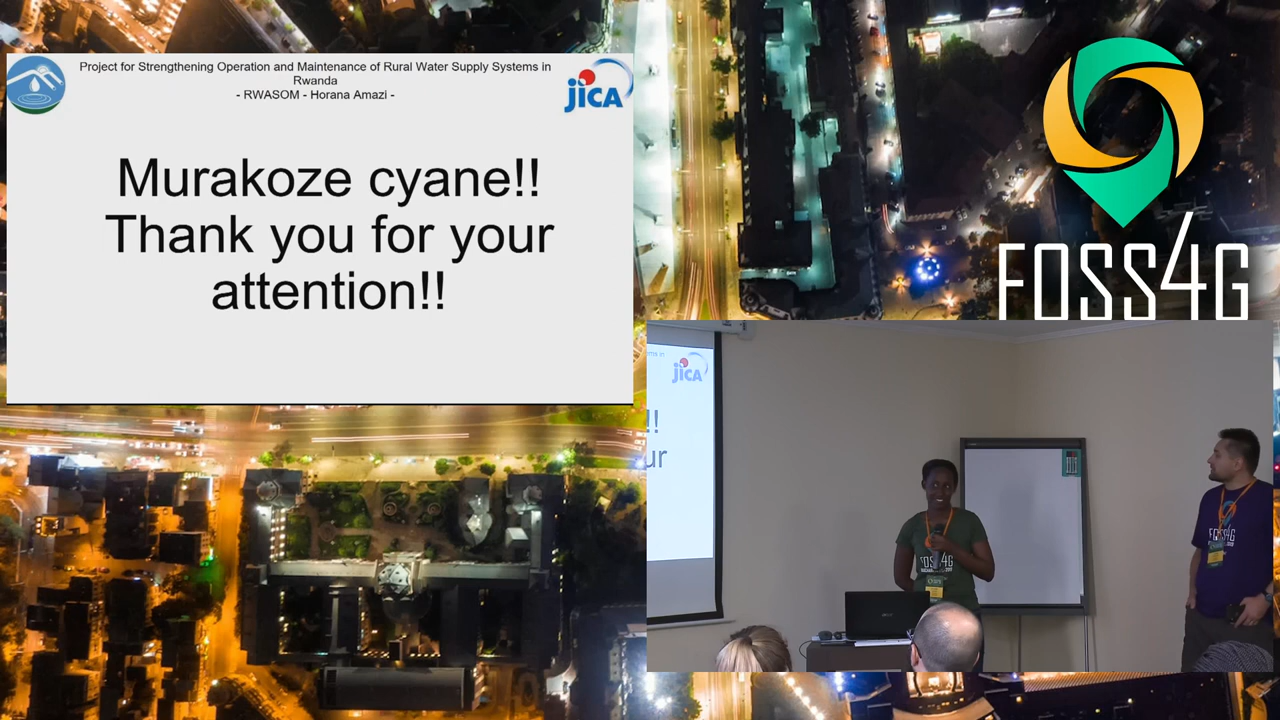 Project for Strengthening Operation and Maintenance of Rural Water Supply Systems in
Rwanda
- RWASOM - Horana Amazi -
JICA
Murakoze cyane!!
Thank you for your
attention!!
FOSS4G
JICA
!!
ur
FOSS4G
FOSS4G